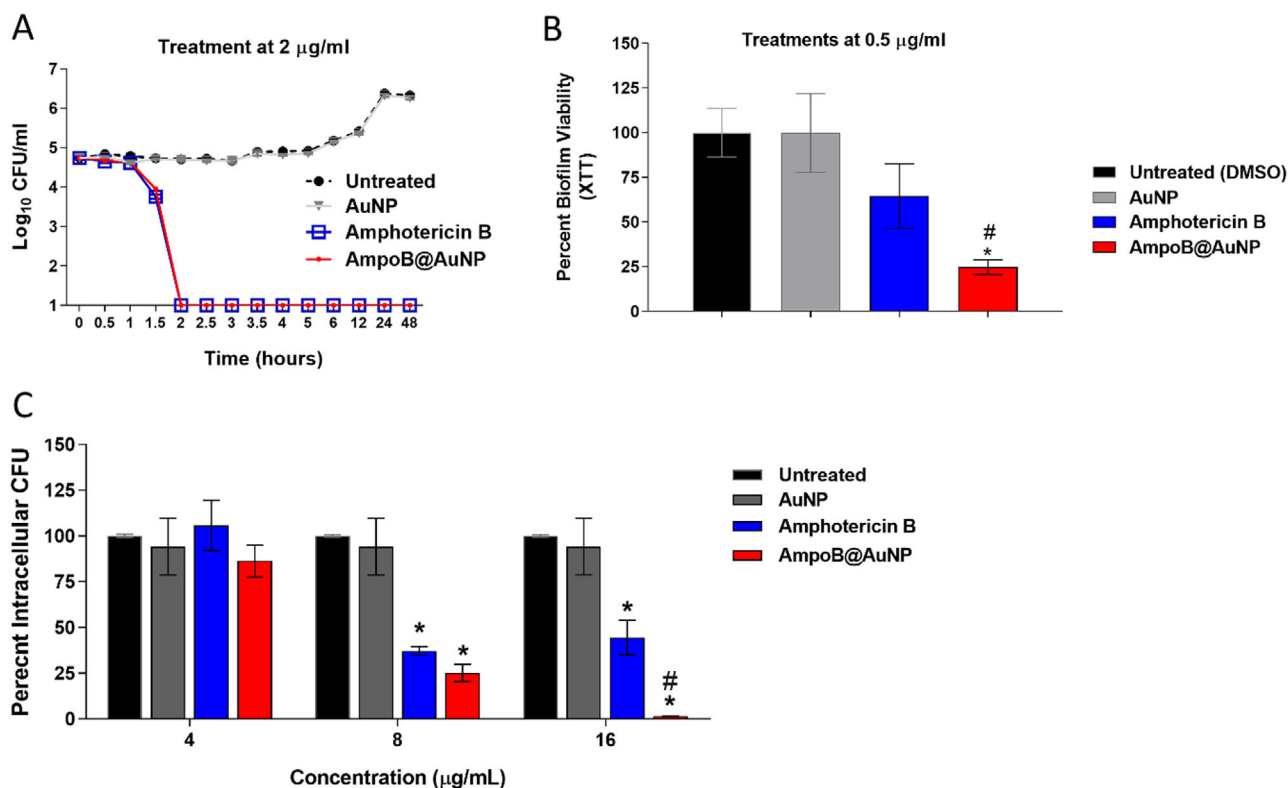 A
Treatment at 2 µg/ml
Log10 CFU/ml
7
6
5
4
3
2
1
0 0.5 1 1.5 2 2.5 3 3.5 4 5 6 12 24 48
Time (hours)
Untreated
AuNP
Amphotericin B
AmpoB@AuNP
B
Treatments at 0.5 µg/ml
Percent Biofilm Viability
(XTT)
150
125
100
75
50
25
0
#
*
Untreated (DMSO)
AuNP
Amphotericin B
AmpoB@AuNP
C
Perecnt Intracellular CFU
150
125
100
75
50
25
0
* *
*
#
*
4 8 16
Concentration (µg/mL)
Untreated
AuNP
Amphotericin B
AmpoB@AuNP